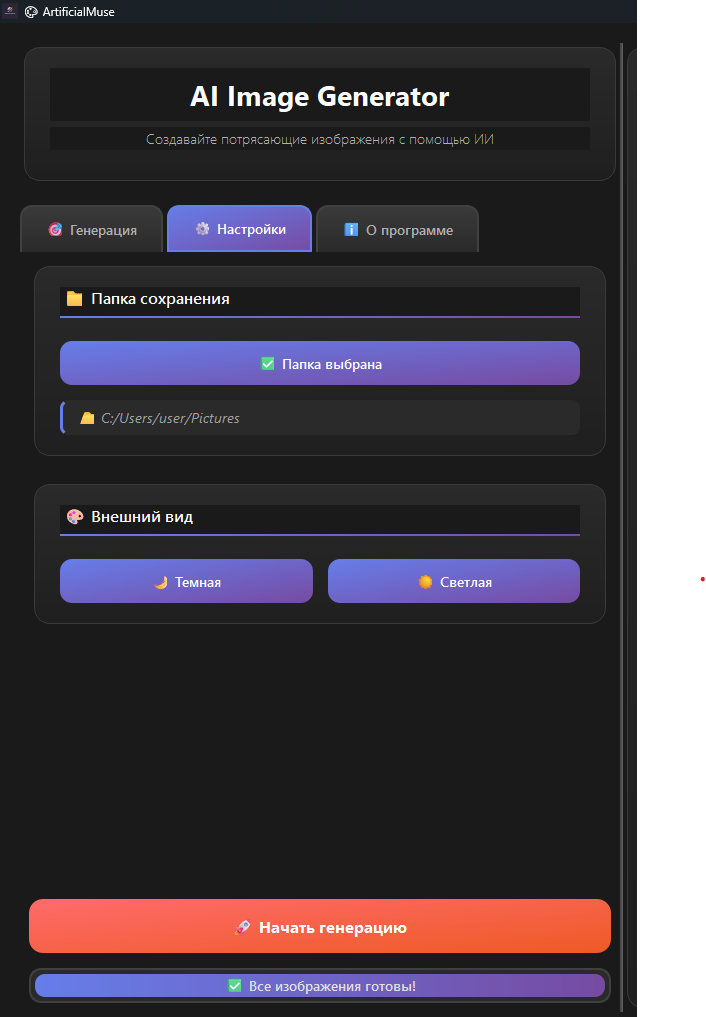 ArtificialMuse
AI Image Generator
Создавайте потрясающие изображения с помощью ИИ
Генерация
Настройки
О программе
Папка сохранения
Папка выбрана
C:/Users/user/Pictures
Внешний вид
Темная
Светлая
Начать генерацию
Все изображения готовы!